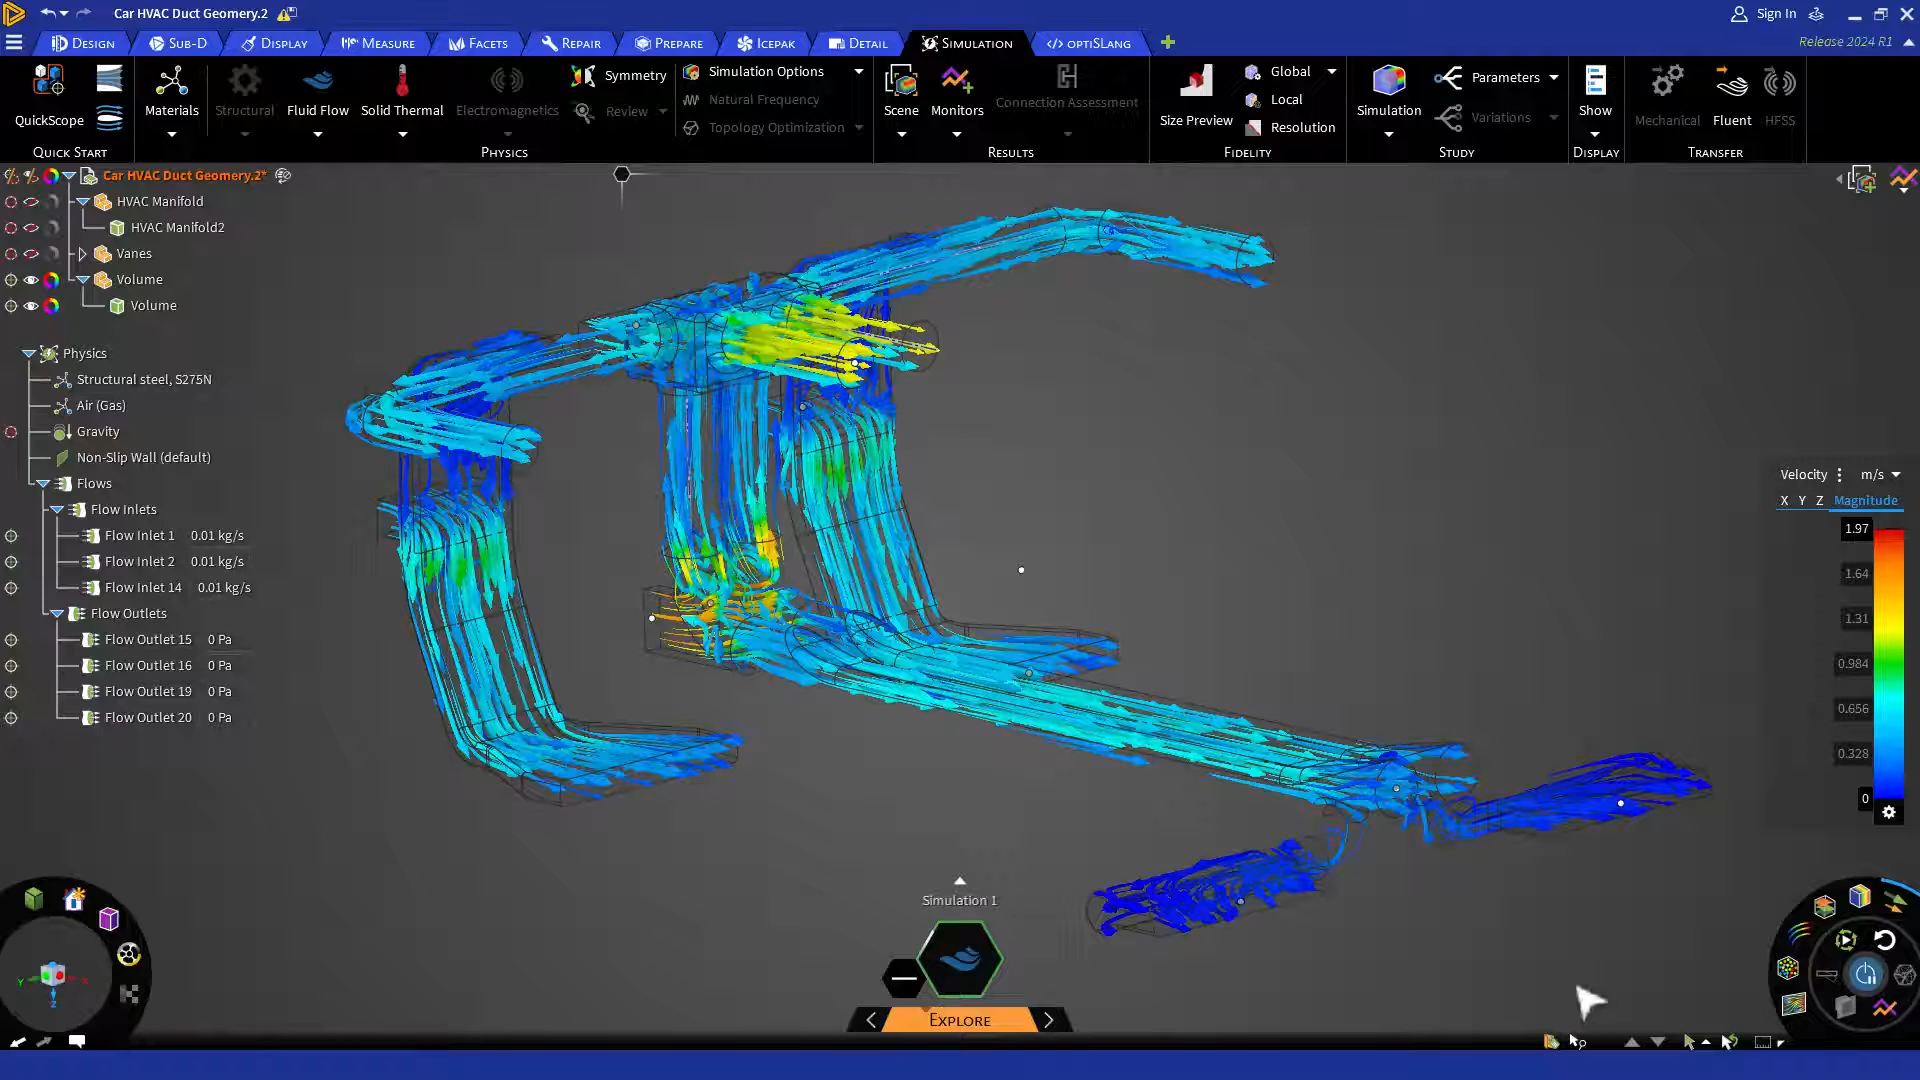 Car HVAC Duct Geomery.2
Sign In
DESIGN
SUB-D
DISPLAY
MEASURE
FACETS
REPAIR
PREPARE
ICEPAK
DETAIL
SIMULATION
OPTISLANG
Release 2024 R1
QuickScope
Materials
Structural
Fluid Flow
Solid Thermal
Electromagnetics
Symmetry
Review
Simulation Options
Natural Frequency
Topology Optimization
Scene
Monitors
Connection Assessment
Size Preview
Global
Local
Resolution
Simulation
Parameters
Variations
Show
Mechanical
Fluent
HFSS
QUICK START
PHYSICS
RESULTS
FIDELITY
STUDY
DISPLAY
TRANSFER
Car HVAC Duct Geomery.2*
HVAC Manifold
HVAC Manifold2
Vanes
Volume
Volume
Physics
Structural steel, S275N
Air (Gas)
Gravity
Non-Slip Wall (default)
Flows
Flow Inlets
Flow Inlet 1 0.01 kg/s
Flow Inlet 2 0.01 kg/s
Flow Inlet 14 0.01 kg/s
Flow Outlets
Flow Outlet 15 0 Pa
Flow Outlet 16 0 Pa
Flow Outlet 19 0 Pa
Flow Outlet 20 0 Pa
Velocity m/s
X Y Z Magnitude
1.97
1.64
1.31
0.984
0.656
0.328
0
Simulation 1
EXPLORE
Y
X
Z